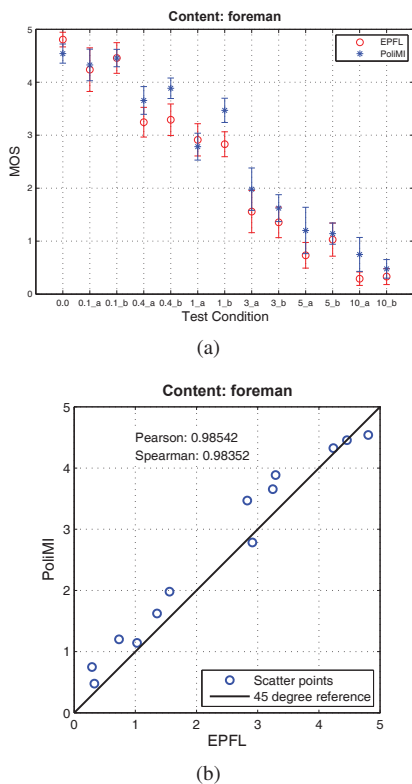 Content: foreman
5
4
3
2
1
0
MOS
EPFL
PoliMI
0.0 0.1_a 0.1_b 0.4_a 0.4_b 1_a 1_b 3_a 3_b 5_a 5_b 10_a 10_b
Test Condition
(a)
Content: foreman
5
4
3
2
1
0
PoliMI
Pearson: 0.98542
Spearman: 0.98352
Scatter points
45 degree reference
0 1 2 3 4 5
EPFL
(b)